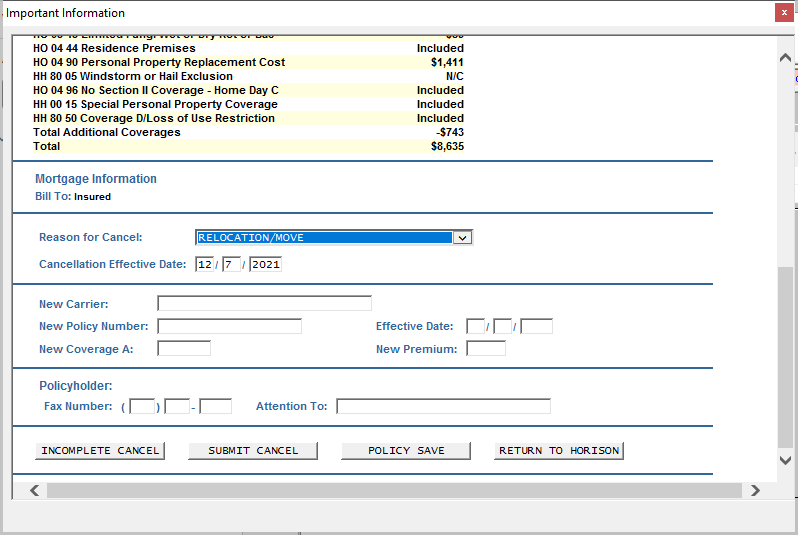 Important Information
HO 04 44 Residence Premises Included
HO 04 90 Personal Property Replacement Cost $1,411
HH 80 05 Windstorm or Hail Exclusion N/C
HO 04 96 No Section II Coverage - Home Day C Included
HH 00 15 Special Personal Property Coverage Included
HH 80 50 Coverage D/Loss of Use Restriction Included
Total Additional Coverages -$743
Total $8,635
Mortgage Information
Bill To: Insured
Reason for Cancel: RELOCATION/MOVE
Cancellation Effective Date: 12 / 7 / 2021
New Carrier:
New Policy Number: Effective Date: / /
New Coverage A: New Premium:
Policyholder:
Fax Number: ( ) - Attention To:
INCOMPLETE CANCEL SUBMIT CANCEL POLICY SAVE RETURN TO HORISON